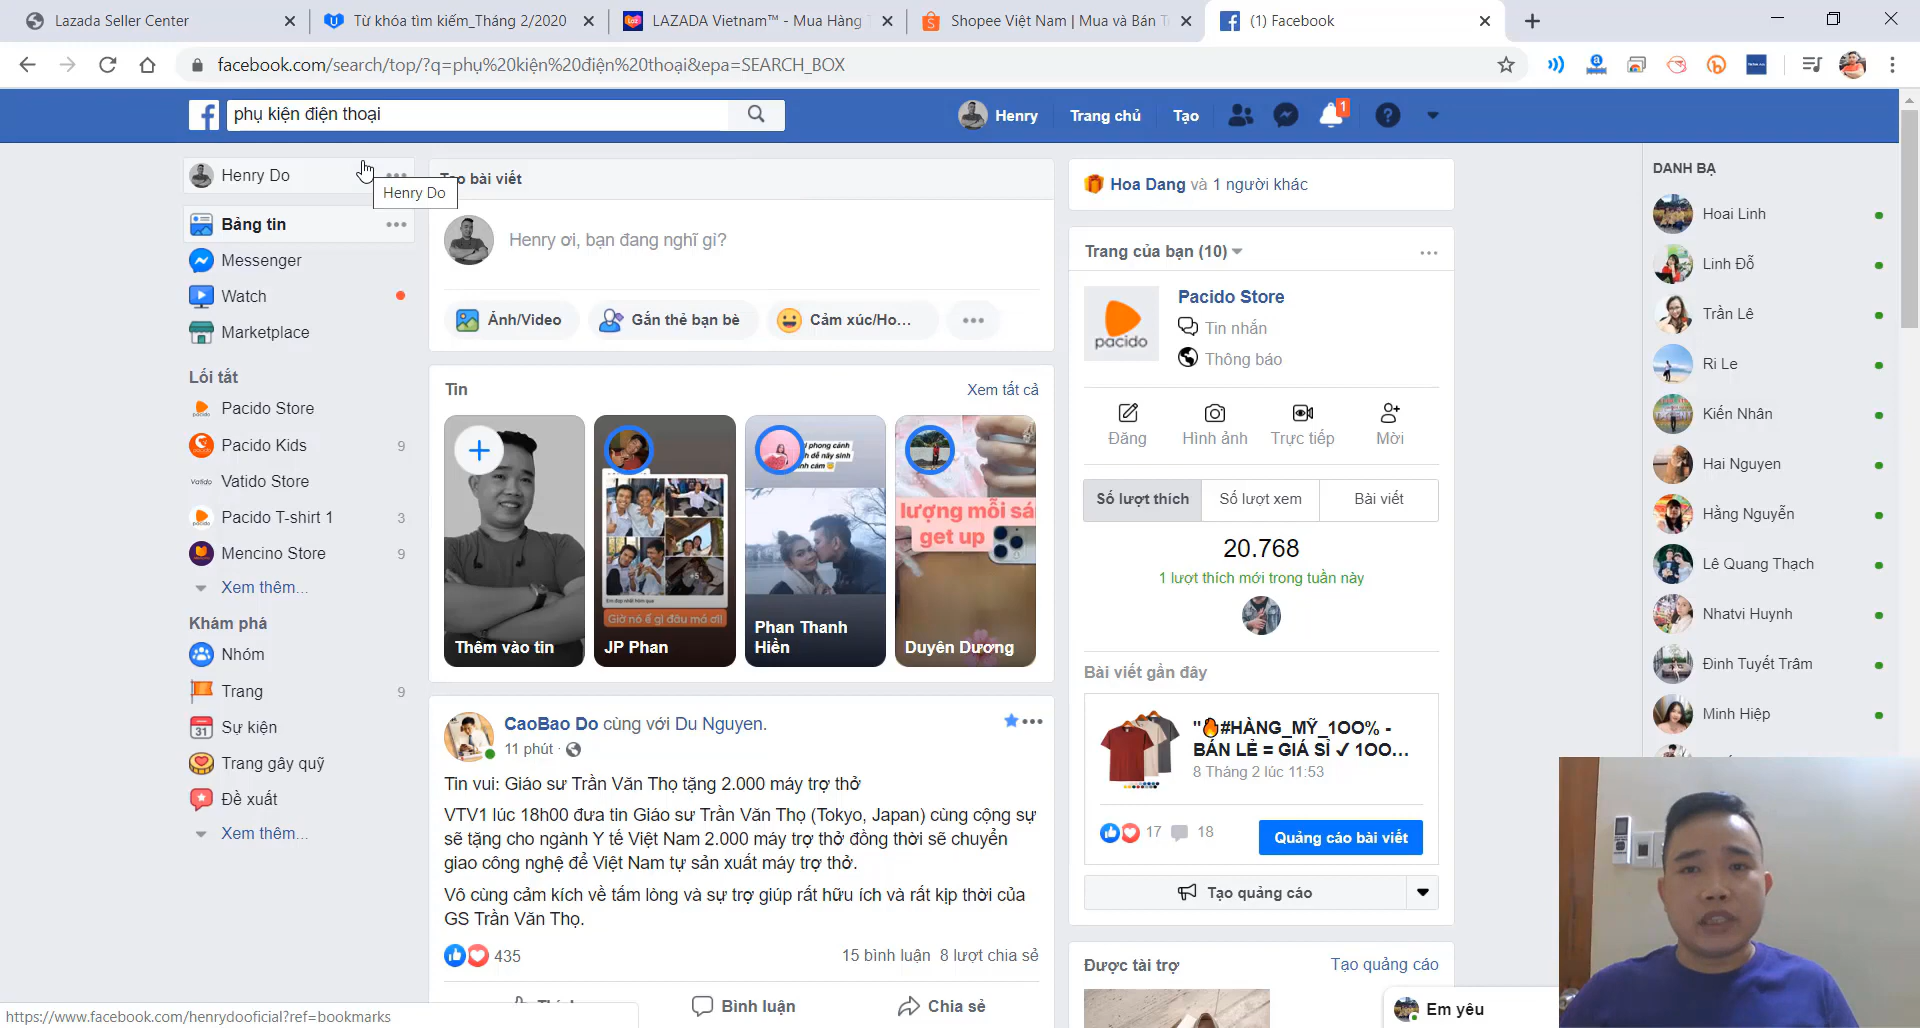 Lazada Seller Center
Từ khóa tìm kiếm_Tháng 2/2020
LAZADA Vietnam™ - Mua Hàng
Shopee Việt Nam | Mua và Bán
(1) Facebook
facebook.com/search/top/?q=phụ%20kiện%20điện%20thoại&epa=SEARCH_BOX
phụ kiện điện thoại
Henry
Trang chủ
Tạo
1
Henry Do
Henry Do
Bảng tin
Messenger
Watch
Marketplace
Lối tắt
Pacido Store
Pacido Kids 9
Vatido Store
Pacido T-shirt 1 3
Mencino Store 9
Xem thêm...
Khám phá
Nhóm
Trang 9
Sự kiện
Trang gây quỹ
Đề xuất
Xem thêm...
bài viết
Henry ơi, bạn đang nghĩ gì?
Ảnh/Video
Gắn thẻ bạn bè
Cảm xúc/Ho...
Tin
Xem tất cả
Thêm vào tin
Giờ nó ế gì đâu má ơi!
JP Phan
phong cảnh
Phan Thanh
Hiền
lượng mỗi sá
get up
Duyên Dương
CaoBao Do cùng với Du Nguyen.
11 phút ·
Tin vui: Giáo sư Trần Văn Thọ tặng 2.000 máy trợ thở
VTV1 lúc 18h00 đưa tin Giáo sư Trần Văn Thọ (Tokyo, Japan) cùng cộng sự
sẽ tặng cho ngành Y tế Việt Nam 2.000 máy trợ thở đồng thời sẽ chuyển
giao công nghệ để Việt Nam tự sản xuất máy trợ thở.
Vô cùng cảm kích về tấm lòng và sự trợ giúp rất hữu ích và rất kịp thời của
GS Trần Văn Thọ.
435
15 bình luận 8 lượt chia sẻ
Bình luận
Chia sẻ
Hoa Dang và 1 người khác
Trang của bạn (10)
pacido
Pacido Store
Tin nhắn
Thông báo
Đăng
Hình ảnh
Trực tiếp
Mời
Số lượt thích
Số lượt xem
Bài viết
20.768
1 lượt thích mới trong tuần này
Bài viết gần đây
"🔥#HÀNG_MỸ_1OO% -
BÁN LẺ = GIÁ SỈ ✓ 1OO...
8 Tháng 2 lúc 11:53
17
18
Quảng cáo bài viết
Tạo quảng cáo
Được tài trợ
Tạo quảng cáo
DANH BẠ
Hoai Linh
Linh Đỗ
Trần Lê
Ri Le
Kiến Nhân
Hai Nguyen
Hằng Nguyễn
Lê Quang Thạch
Nhatvi Huynh
Đinh Tuyết Trâm
Minh Hiệp
Em yêu
https://www.facebook.com/henrydooficial?ref=bookmarks